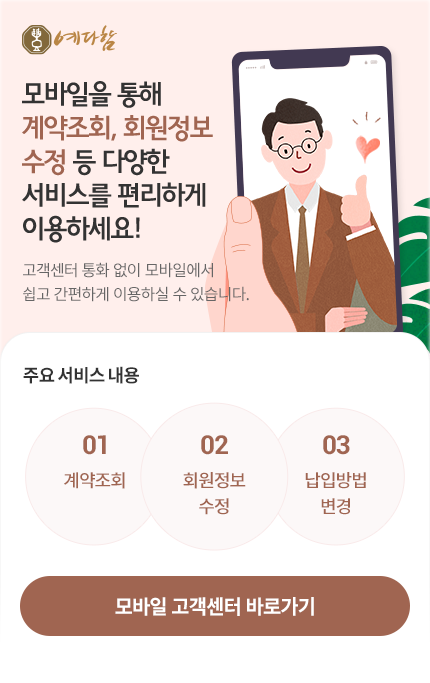 예다함
모바일을 통해
계약조회, 회원정보
수정 등 다양한
서비스를 편리하게
이용하세요!
고객센터 통화 없이 모바일에서
쉽고 간편하게 이용하실 수 있습니다.
주요 서비스 내용
01
계약조회
02
회원정보
수정
03
납입방법
변경
모바일 고객센터 바로가기